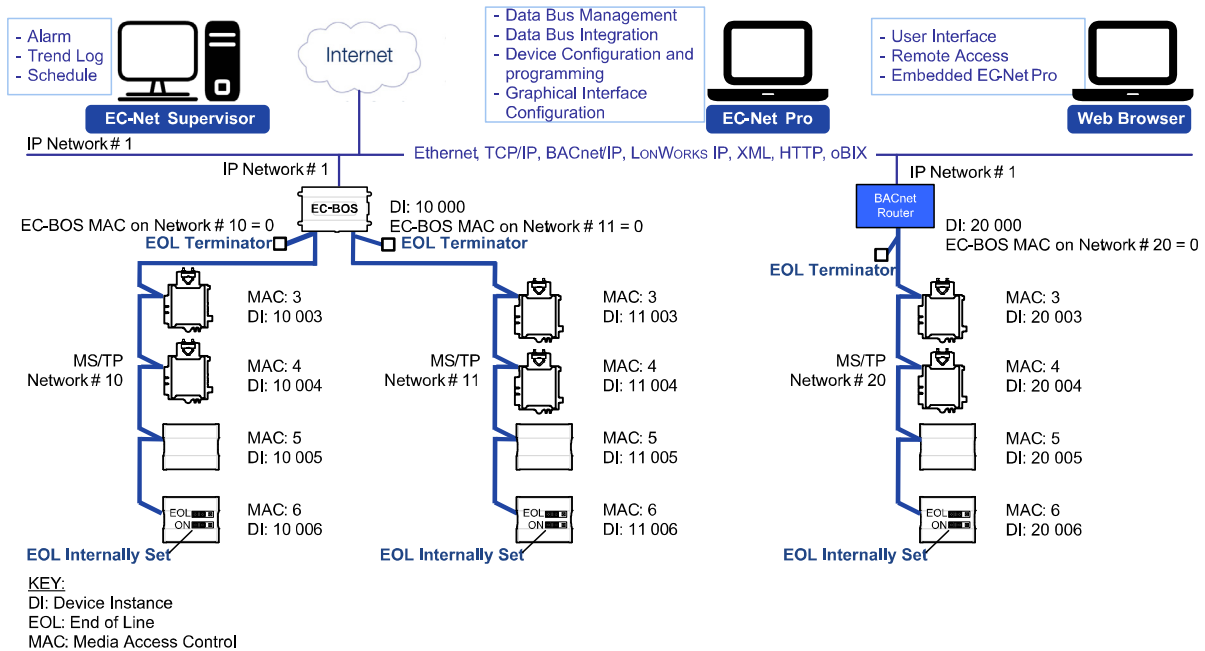 - Alarm
- Trend Log
- Schedule
EC-Net Supervisor
Internet
- Data Bus Management
- Data Bus Integration
- Device Configuration and
programming
- Graphical Interface
Configuration
EC-Net Pro
- User Interface
- Remote Access
- Embedded EC-Net Pro
Web Browser
IP Network # 1
Ethernet, TCP/IP, BACnet/IP, LONWORKS IP, XML, HTTP, oBIX
IP Network # 1
IP Network # 1
EC-BOS
DI: 10 000
EC-BOS MAC on Network # 10 = 0
EC-BOS MAC on Network # 11 = 0
EOL Terminator
EOL Terminator
BACnet
Router
DI: 20 000
EC-BOS MAC on Network # 20 = 0
EOL Terminator
MAC: 3
DI: 10 003
MS/TP
Network # 10
MAC: 4
DI: 10 004
MAC: 5
DI: 10 005
EOL
ON
MAC: 6
DI: 10 006
EOL Internally Set
MAC: 3
DI: 11 003
MS/TP
Network # 11
MAC: 4
DI: 11 004
MAC: 5
DI: 11 005
EOL
ON
MAC: 6
DI: 11 006
EOL Internally Set
MAC: 3
DI: 20 003
MS/TP
Network # 20
MAC: 4
DI: 20 004
MAC: 5
DI: 20 005
EOL
ON
MAC: 6
DI: 20 006
EOL Internally Set
KEY:
DI: Device Instance
EOL: End of Line
MAC: Media Access Control